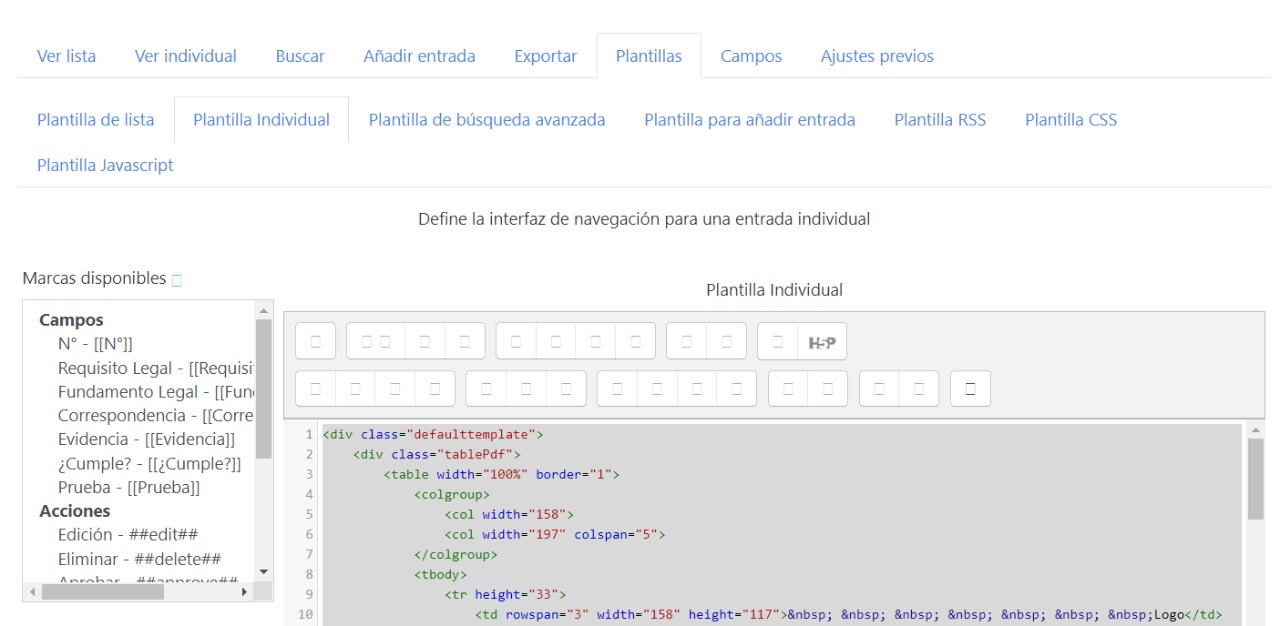 Ver lista Ver individual Buscar Añadir entrada Exportar Plantillas Campos Ajustes previos
Plantilla de lista Plantilla Individual Plantilla de búsqueda avanzada Plantilla para añadir entrada Plantilla RSS Plantilla CSS
Plantilla Javascript
Define la interfaz de navegación para una entrada individual
Marcas disponibles
Plantilla Individual
Campos
N° - [[N°]]
Requisito Legal - [[Requisi
Fundamento Legal - [[Fun
Correspondencia - [[Corre
Evidencia - [[Evidencia]]
¿Cumple? - [[¿Cumple?]]
Prueba - [[Prueba]]
Acciones
Edición - ##edit##
Eliminar - ##delete##
Aprobar - ##approve##
H5P
1 <div class="defaulttemplate">
2 <div class="tablePdf">
3 <table width="100%" border="1">
4 <colgroup>
5 <col width="158">
6 <col width="197" colspan="5">
7 </colgroup>
8 <tbody>
9 <tr height="33">
10 <td rowspan="3" width="158" height="117">&nbsp; &nbsp; &nbsp; &nbsp; &nbsp; &nbsp; &nbsp;Logo</td>